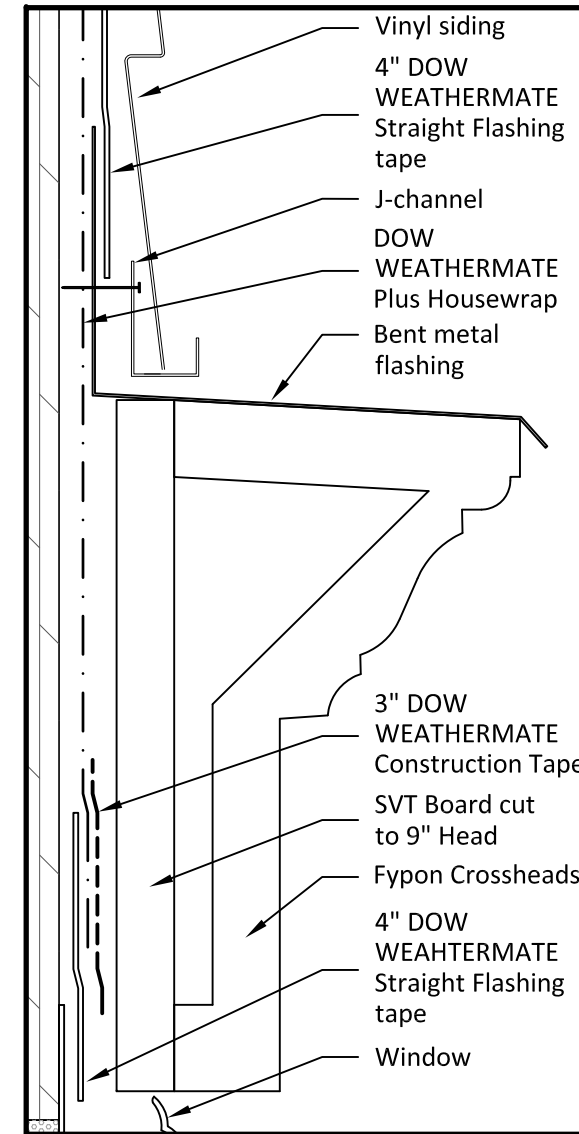 Vinyl siding
4" DOW
WEATHERMATE
Straight Flashing
tape
J-channel
DOW
WEATHERMATE
Plus Housewrap
Bent metal
flashing
3" DOW
WEATHERMATE
Construction Tape
SVT Board cut
to 9" Head
Fypon Crossheads
4" DOW
WEAHTERMATE
Straight Flashing
tape
Window